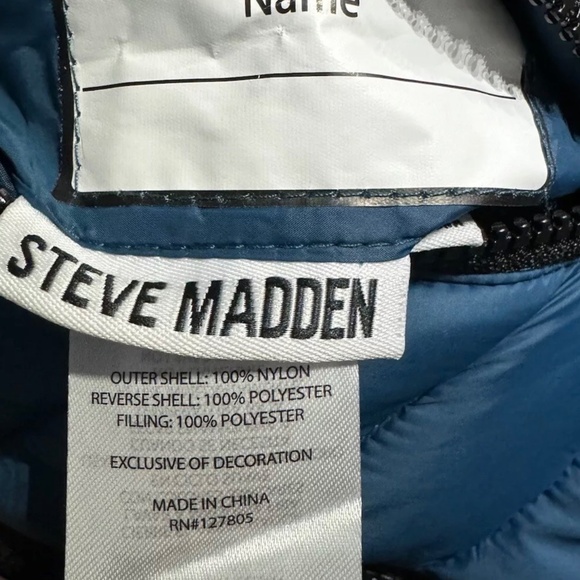 Name
STEVE MADDEN
OUTER SHELL: 100% NYLON
REVERSE SHELL: 100% POLYESTER
FILLING: 100% POLYESTER
EXCLUSIVE OF DECORATION
MADE IN CHINA
RN#127805